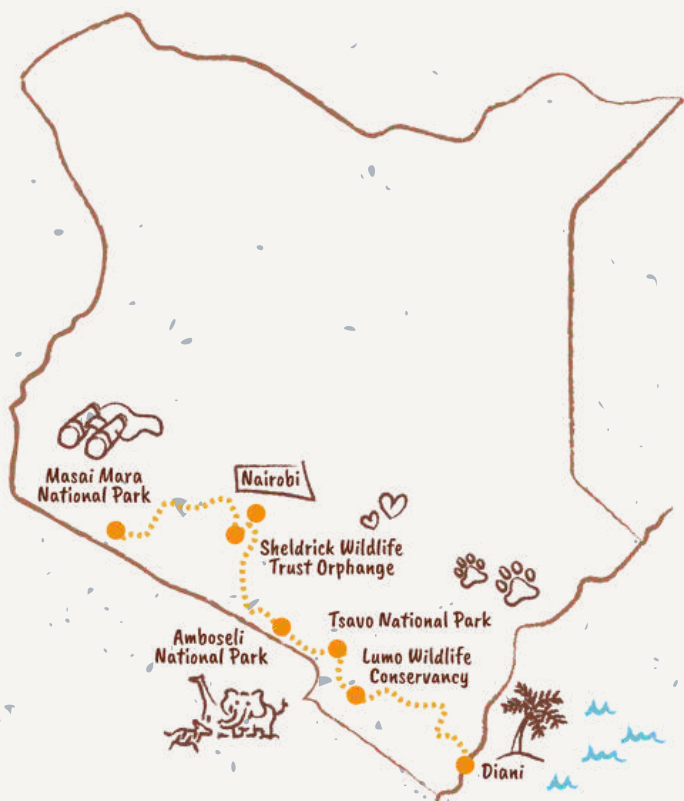 Masai Mara
National Park
Nairobi
Sheldrick Wildlife
Trust Orphange
Tsavo National Park
Amboseli
National Park
Lumo Wildlife
Conservancy
Diani